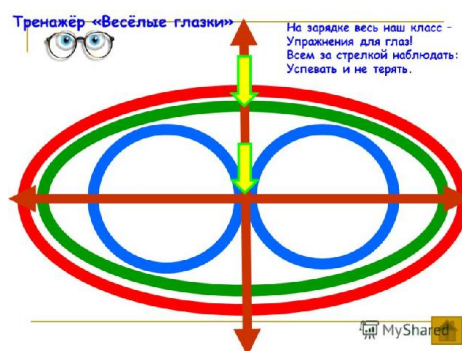 Тренажёр «Весёлые глазки»
На зарядке весь наш класс –
Упражнения для глаз!
Всем за стрелкой наблюдать:
Успевать и не терять.
MyShared